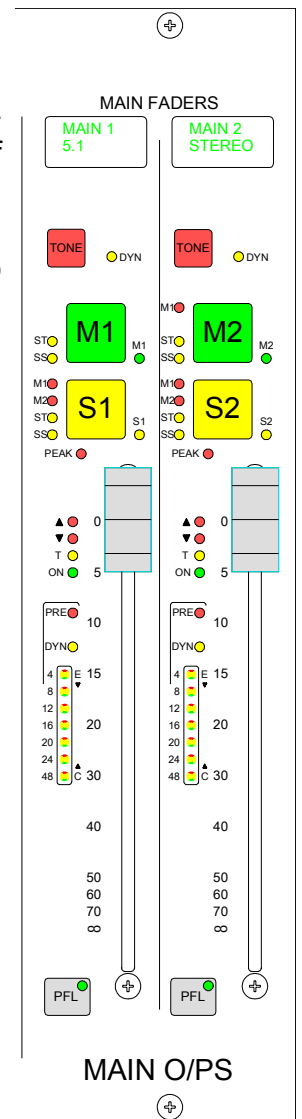 MAIN FADERS
MAIN 1
5.1
MAIN 2
STEREO
TONE
DYN
TONE
DYN
M1
ST
SS
M1
M1
M1
ST
SS
M2
M2
M1
M2
ST
SS
S1
S1
M1
M2
ST
SS
S2
S2
PEAK
PEAK
0
0
T
T
ON
5
ON
5
PRE
10
PRE
10
DYN
DYN
4 E 15
4 E 15
8
8
12
12
16 20
16 20
20
20
24
24
48 C 30
48 C 30
40
40
50
50
60
60
70
70
∞
∞
PFL
PFL
MAIN O/PS